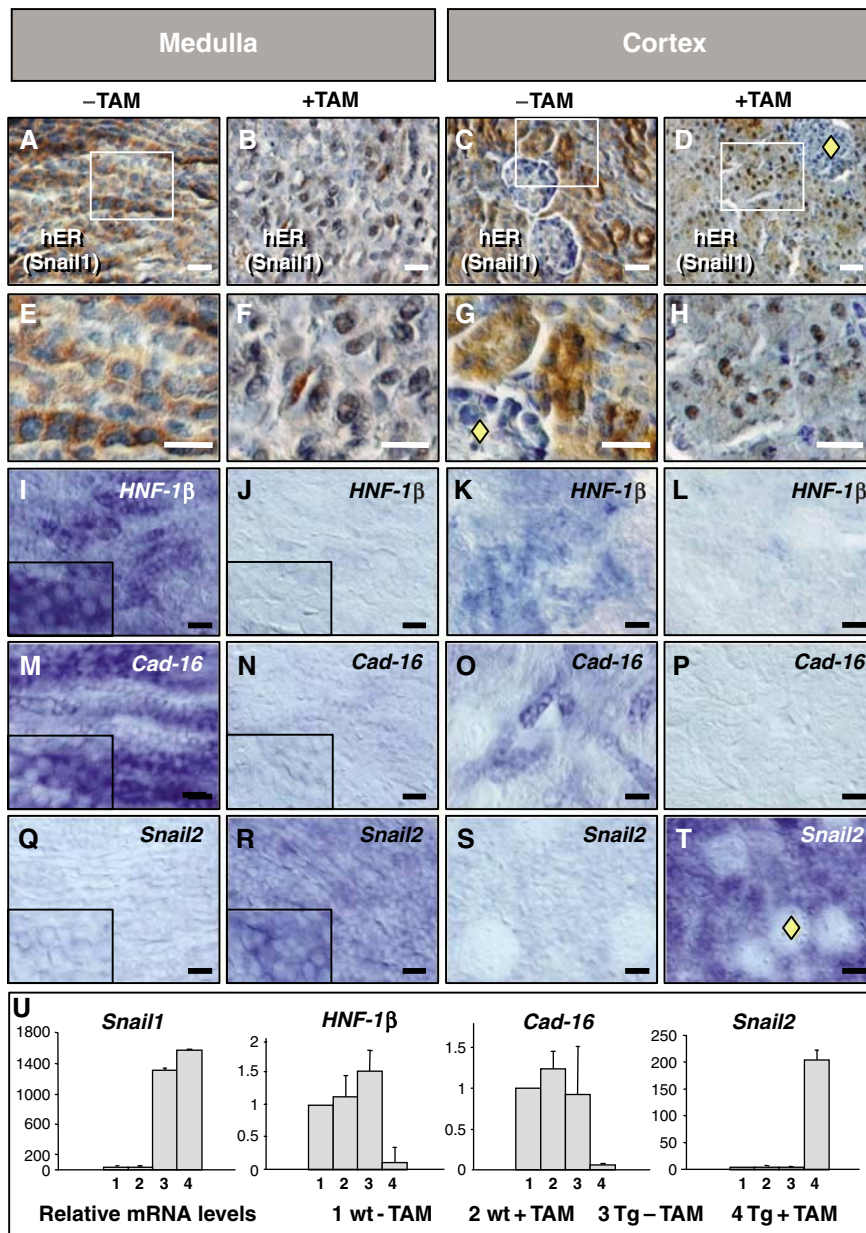 Medulla Cortex
–TAM +TAM –TAM +TAM
A B C D
hER (Snail1) hER (Snail1) hER (Snail1) hER (Snail1)
E F G H
I HNF-1β J HNF-1β K HNF-1β L HNF-1β
M Cad-16 N Cad-16 O Cad-16 P Cad-16
Q Snail2 R Snail2 S Snail2 T Snail2
U
Snail1 HNF-1β Cad-16 Snail2
1800
1400
1000
600
200
0
1 2 3 4
2
1.5
1
0.5
0
1 2 3 4
1.5
1
0.5
0
1 2 3 4
250
200
150
100
50
0
1 2 3 4
Relative mRNA levels 1 wt - TAM 2 wt + TAM 3 Tg – TAM 4 Tg + TAM